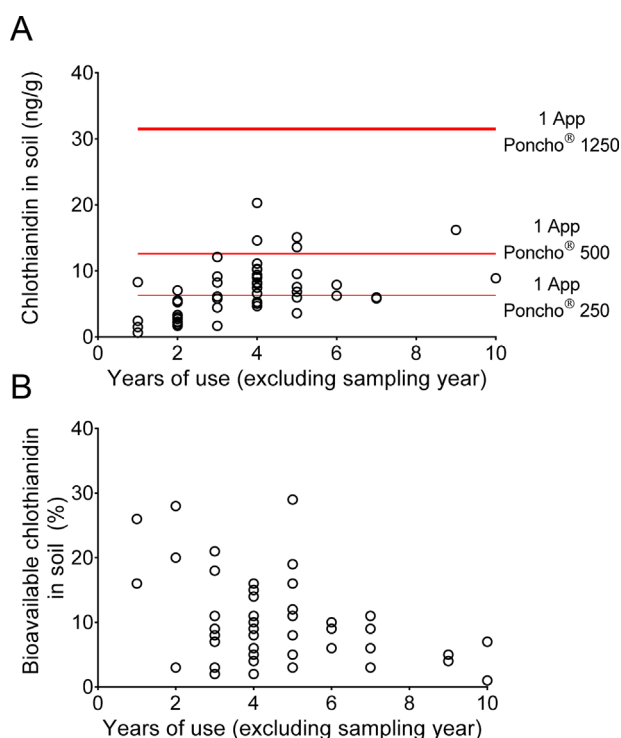 A
Chlothianidin in soil (ng/g)
40
30
20
10
0
0
2
4
6
8
10
Years of use (excluding sampling year)
1 App
Poncho® 1250
1 App
Poncho® 500
1 App
Poncho® 250
B
Bioavailable chlothianidin
in soil (%)
40
30
20
10
0
0
2
4
6
8
10
Years of use (excluding sampling year)